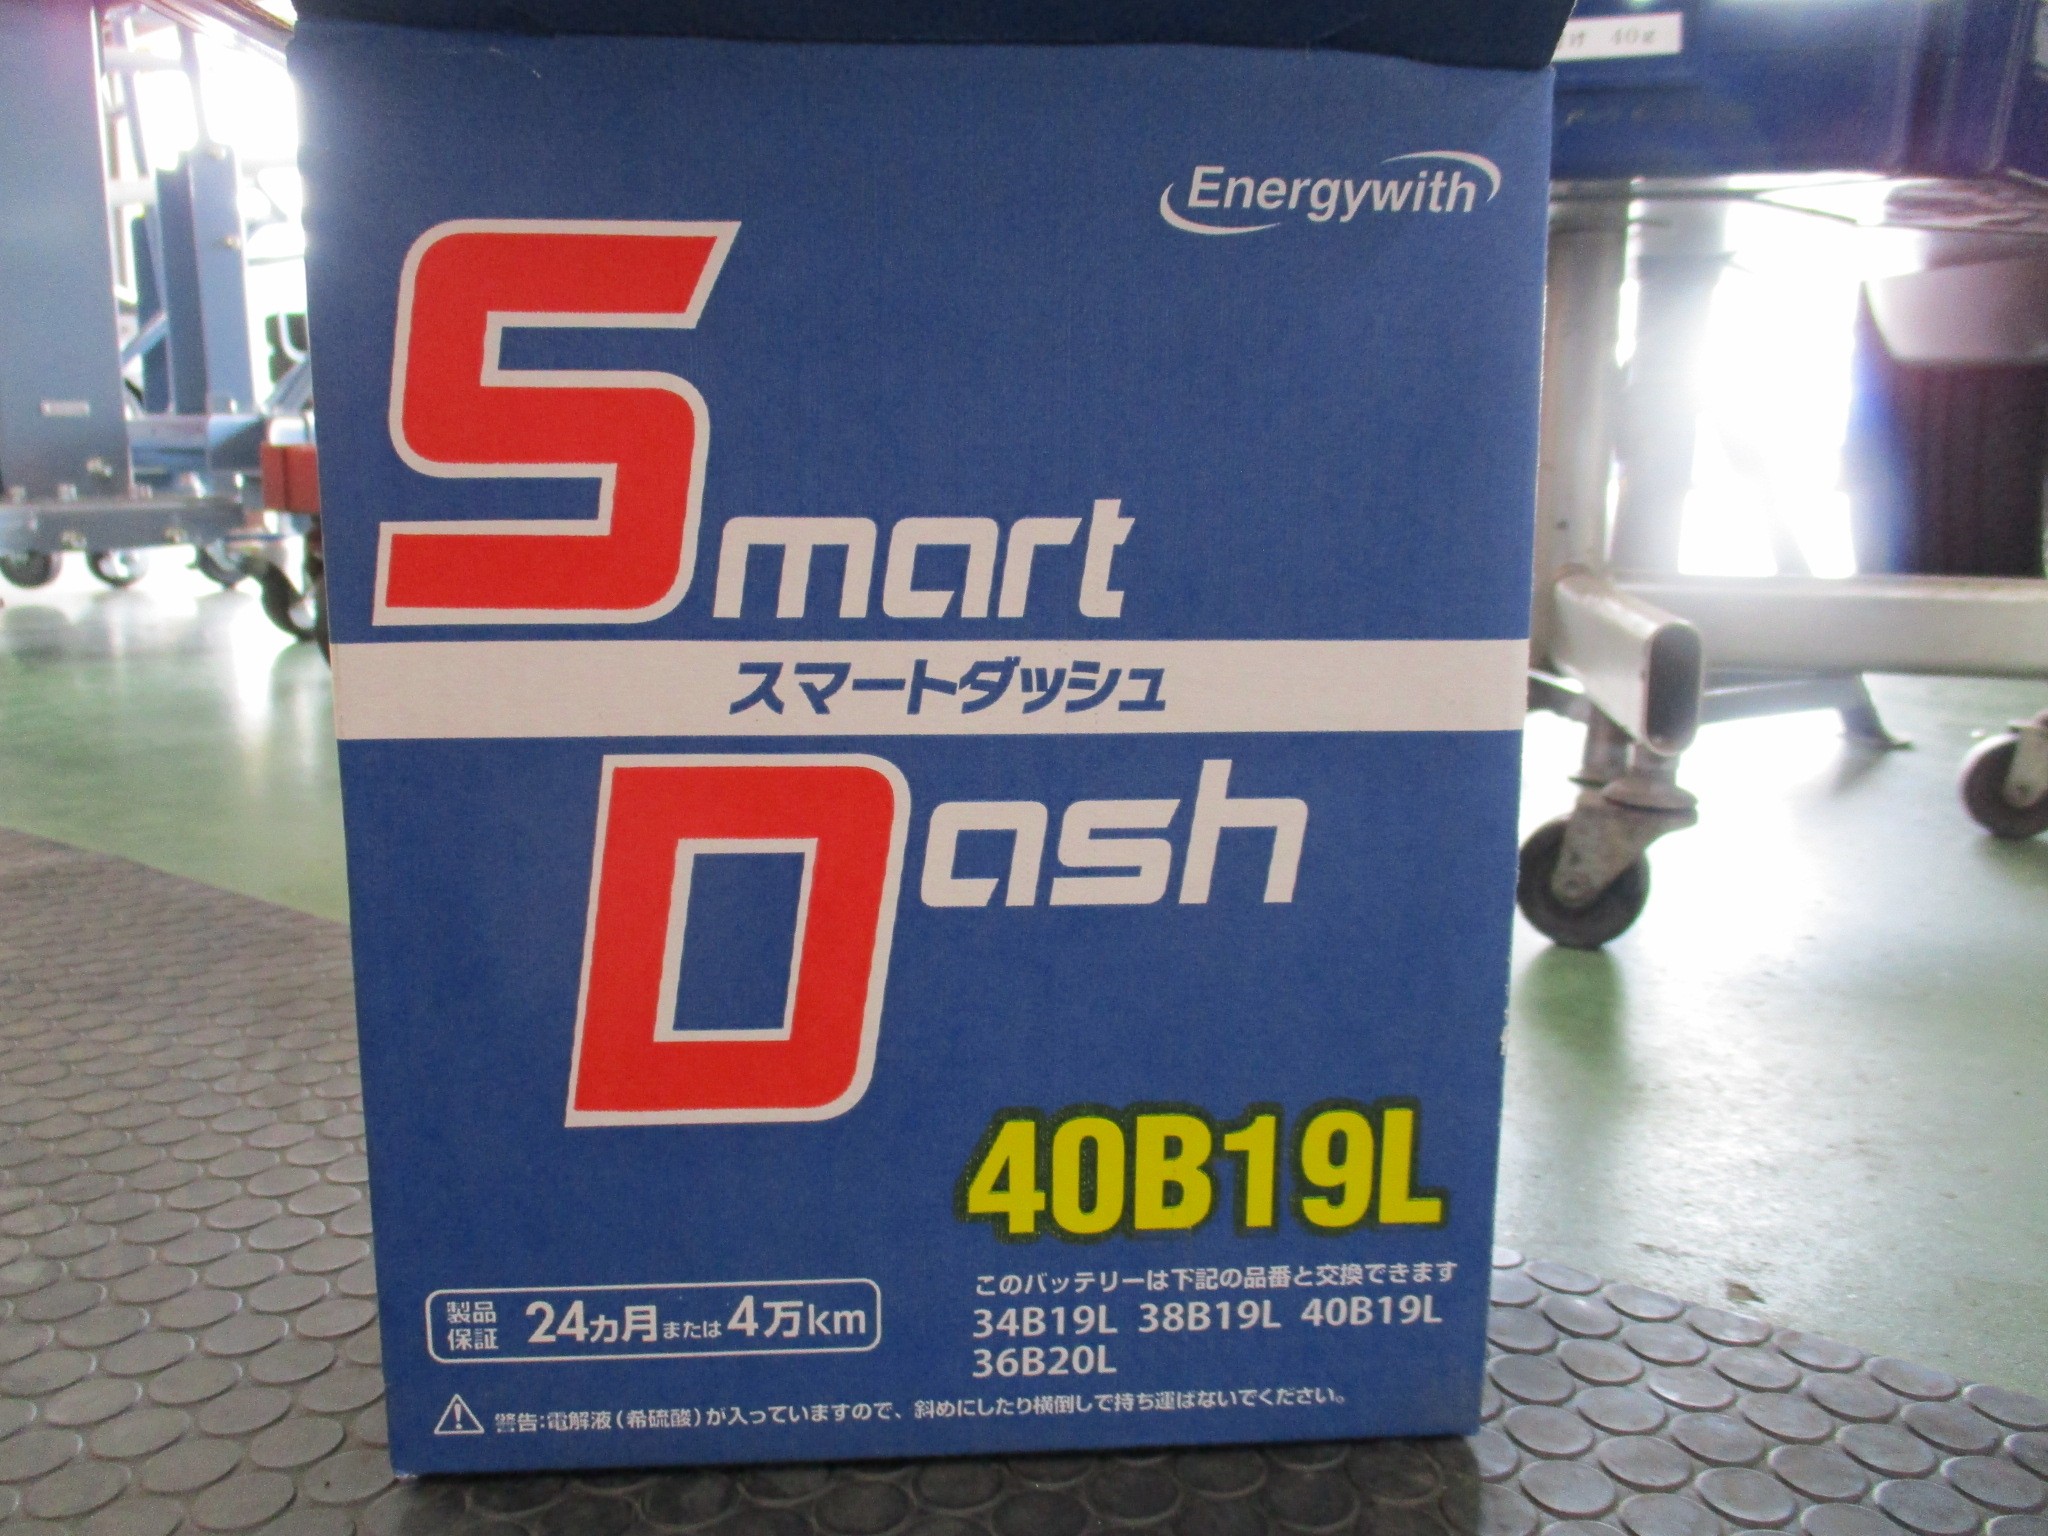 け 40g
Energywith
Smart
スマートダッシュ
Dash
40B19L
このバッテリーは下記の品番と交換できます
34B19L 38B19L 40B19L
36B20L
製品保証 24カ月または4万km
警告:電解液(希硫酸)が入っていますので、斜めにしたり横倒しで持ち運ばないでください。